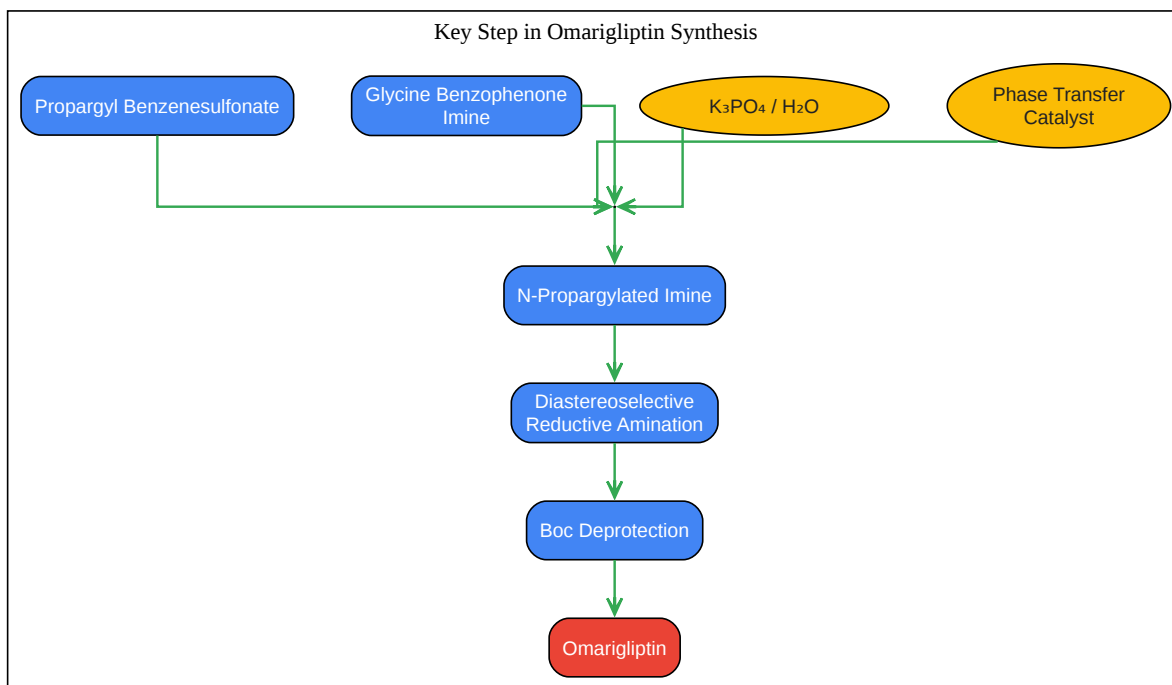 Key Step in Omarigliptin Synthesis
Propargyl Benzenesulfonate
Glycine Benzophenone
Imine
K₃PO₄ / H₂O
Phase Transfer
Catalyst
N-Propargylated Imine
Diastereoselective
Reductive Amination
Boc Deprotection
Omarigliptin